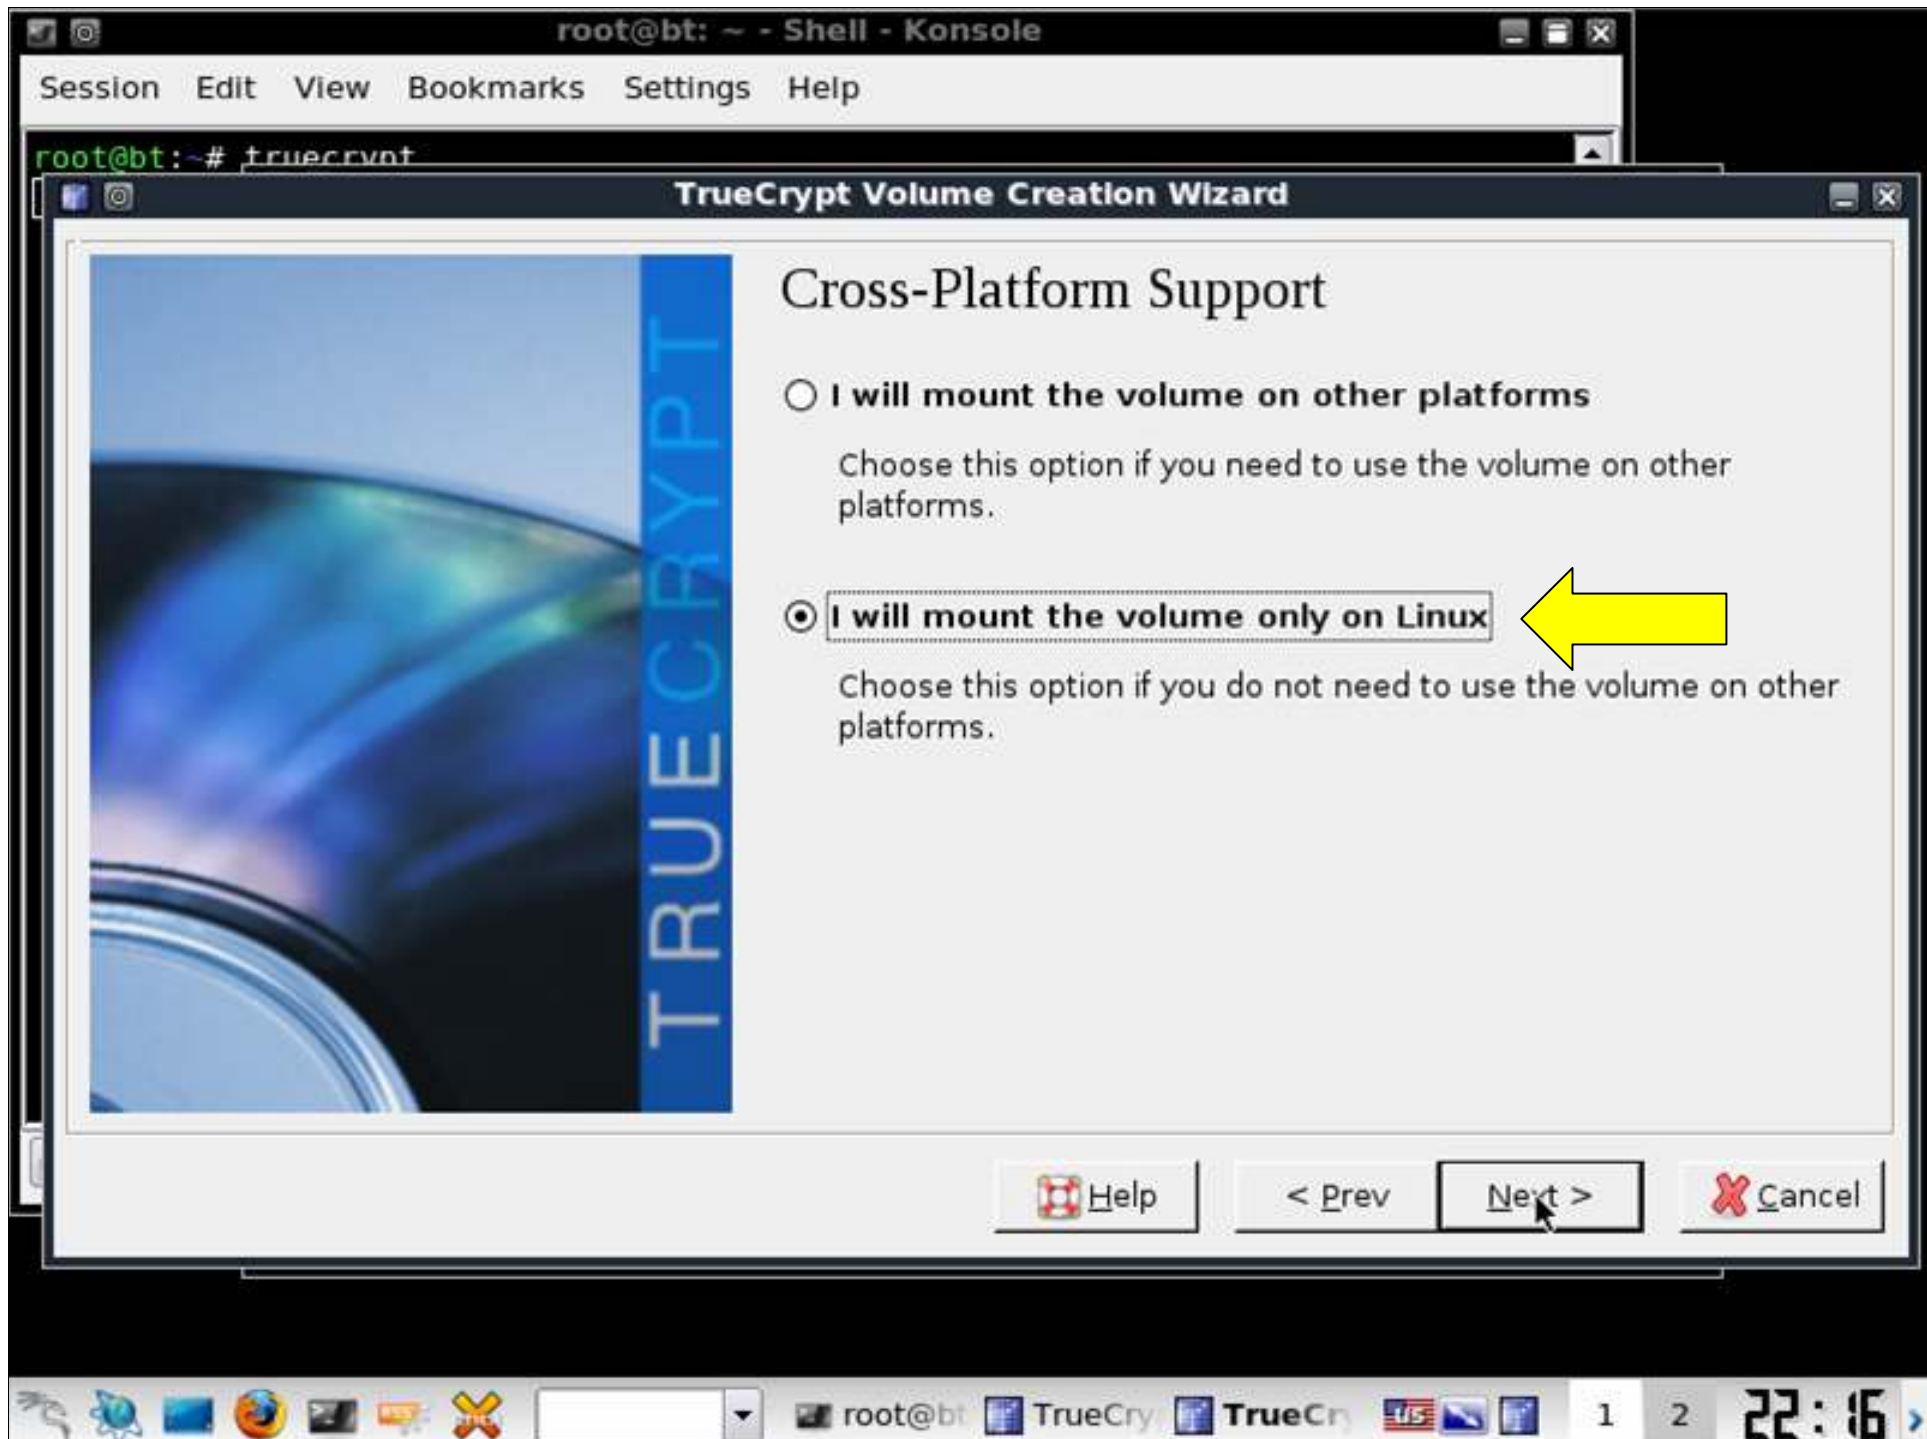 root@bt: ~ - Shell - Konsole
Session Edit View Bookmarks Settings Help
root@bt:~# truecrypt
TrueCrypt Volume Creation Wizard
TRUECRYPT
Cross-Platform Support
I will mount the volume on other platforms
Choose this option if you need to use the volume on other
platforms.
I will mount the volume only on Linux
Choose this option if you do not need to use the volume on other
platforms.
Help < Prev Next > Cancel
root@bt TrueCry TrueCr US 1 2 22:16